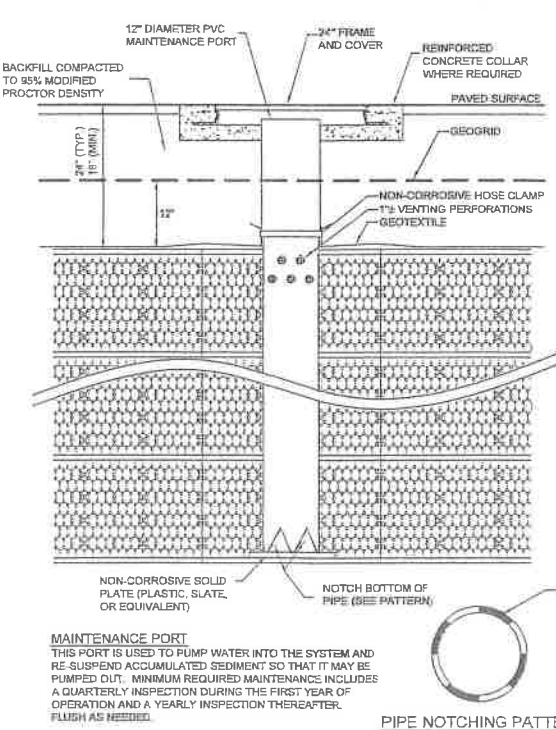 12" DIAMETER PVC
MAINTENANCE PORT
24" FRAME
AND COVER
REINFORCED
CONCRETE COLLAR
WHERE REQUIRED
BACKFILL COMPACTED
TO 95% MODIFIED
PROCTOR DENSITY
PAVED SURFACE
24" (TYP.)
18" (MIN.)
GEOGRID
12"
NON-CORROSIVE HOSE CLAMP
1"± VENTING PERFORATIONS
GEOTEXTILE
NON-CORROSIVE SOLID
PLATE (PLASTIC, SLATE,
OR EQUIVALENT)
NOTCH BOTTOM OF
PIPE (SEE PATTERN)
MAINTENANCE PORT
THIS PORT IS USED TO PUMP WATER INTO THE SYSTEM AND
RE-SUSPEND ACCUMULATED SEDIMENT SO THAT IT MAY BE
PUMPED OUT. MINIMUM REQUIRED MAINTENANCE INCLUDES
A QUARTERLY INSPECTION DURING THE FIRST YEAR OF
OPERATION AND A YEARLY INSPECTION THEREAFTER.
FLUSH AS NEEDED.
PIPE NOTCHING PATTE